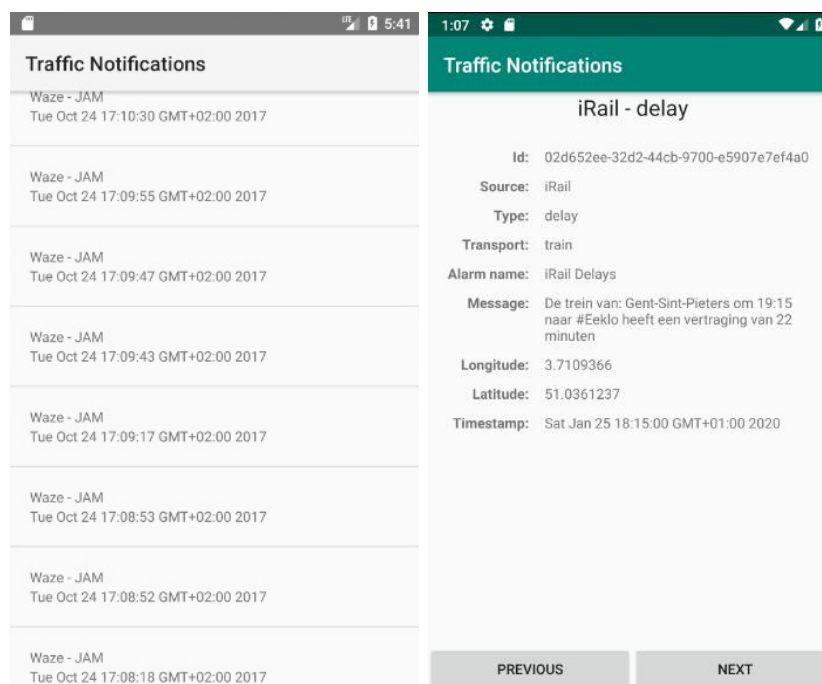 5:41
Traffic Notifications
Waze - JAM
Tue Oct 24 17:10:30 GMT+02:00 2017
Waze - JAM
Tue Oct 24 17:09:55 GMT+02:00 2017
Waze - JAM
Tue Oct 24 17:09:47 GMT+02:00 2017
Waze - JAM
Tue Oct 24 17:09:43 GMT+02:00 2017
Waze - JAM
Tue Oct 24 17:09:17 GMT+02:00 2017
Waze - JAM
Tue Oct 24 17:08:53 GMT+02:00 2017
Waze - JAM
Tue Oct 24 17:08:52 GMT+02:00 2017
Waze - JAM
Tue Oct 24 17:08:18 GMT+02:00 2017
1:07
Traffic Notifications
iRail - delay
Id: 02d652ee-32d2-44cb-9700-e5907e7ef4a0
Source: iRail
Type: delay
Transport: train
Alarm name: iRail Delays
Message: De trein van: Gent-Sint-Pieters om 19:15
naar #Eeklo heeft een vertraging van 22
minuten
Longitude: 3.7109366
Latitude: 51.0361237
Timestamp: Sat Jan 25 18:15:00 GMT+01:00 2020
PREVIOUS NEXT